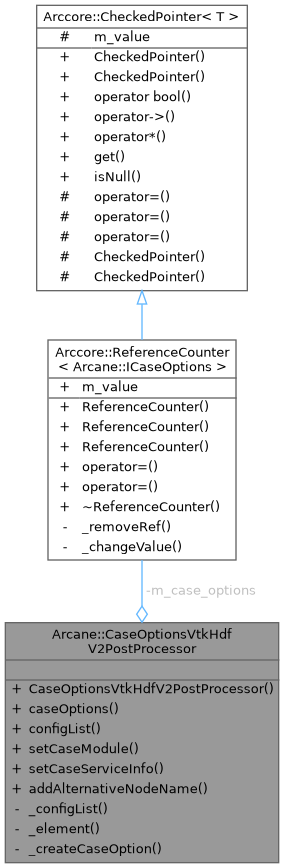 Arccore::CheckedPointer< T >
# m_value
+ CheckedPointer()
+ CheckedPointer()
+ operator bool()
+ operator->()
+ operator*()
+ get()
+ isNull()
# operator=()
# operator=()
# operator=()
# CheckedPointer()
# CheckedPointer()
Arccore::ReferenceCounter
< Arcane::ICaseOptions >
+ m_value
+ ReferenceCounter()
+ ReferenceCounter()
+ ReferenceCounter()
+ operator=()
+ operator=()
+ ~ReferenceCounter()
- _removeRef()
- _changeValue()
-m_case_options
Arcane::CaseOptionsVtkHdf
V2PostProcessor
+ CaseOptionsVtkHdfV2PostProcessor()
+ caseOptions()
+ configList()
+ setCaseModule()
+ setCaseServiceInfo()
+ addAlternativeNodeName()
- _configList()
- _element()
- _createCaseOption()